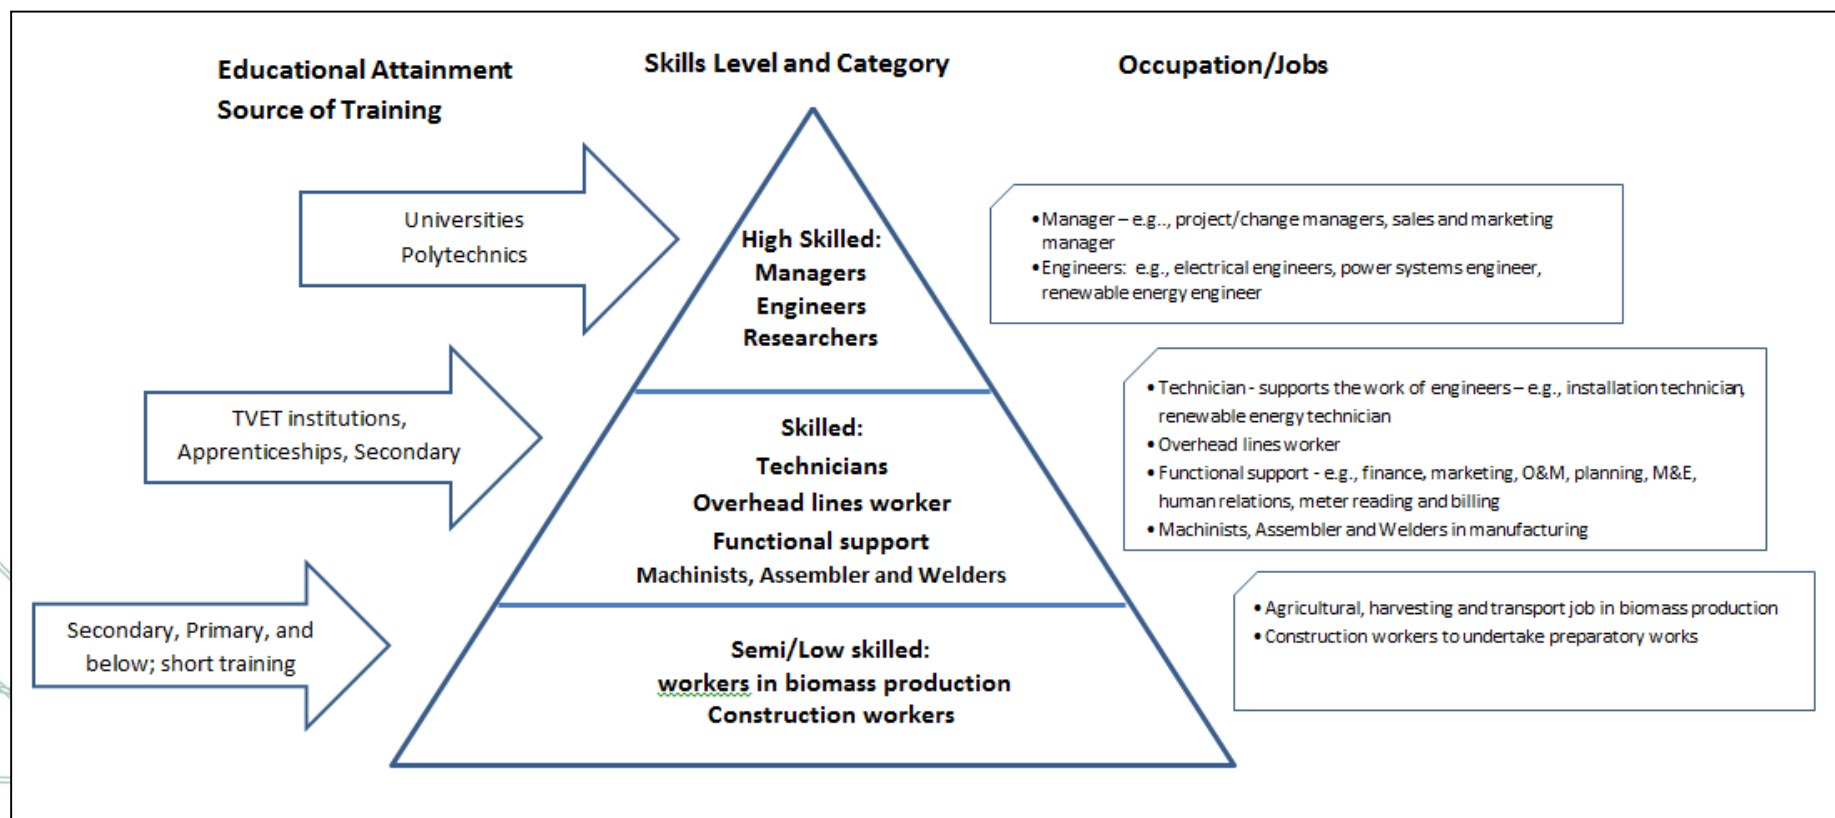 Educational Attainment
Source of Training
Skills Level and Category
Occupation/Jobs
Universities
Polytechnics
High Skilled:
Managers
Engineers
Researchers
•Manager – e.g.., project/change managers, sales and marketing
manager
•Engineers: e.g., electrical engineers, power systems engineer,
renewable energy engineer
TVET institutions,
Apprenticeships, Secondary
Skilled:
Technicians
Overhead lines worker
Functional support
Machinists, Assembler and Welders
•Technician - supports the work of engineers – e.g., installation technician,
renewable energy technician
•Overhead lines worker
•Functional support - e.g., finance, marketing, O&M, planning, M&E,
human relations, meter reading and billing
•Machinists, Assembler and Welders in manufacturing
Secondary, Primary, and
below; short training
Semi/Low skilled:
workers in biomass production
Construction workers
•Agricultural, harvesting and transport job in biomass production
•Construction workers to undertake preparatory works